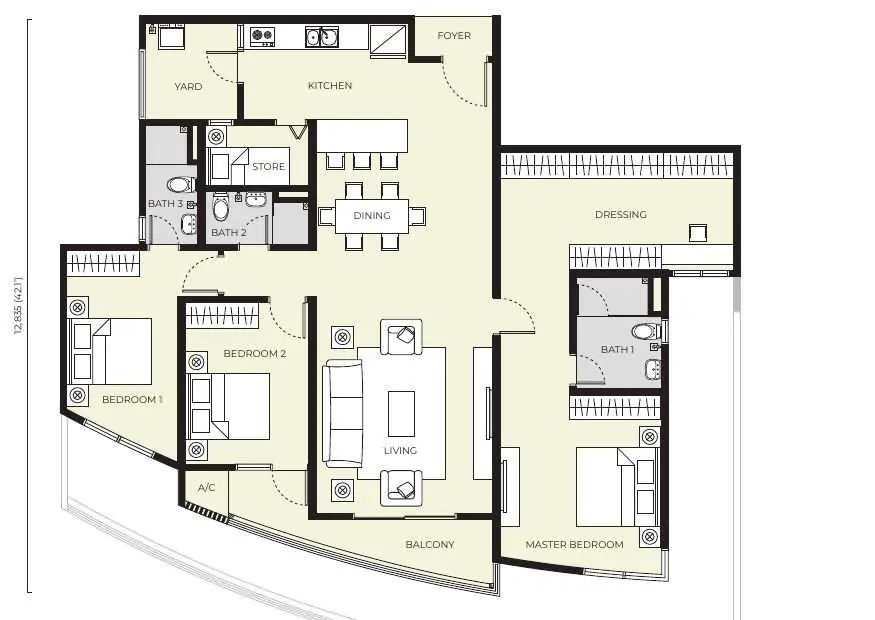 FOYER
YARD
KITCHEN
STORE
BATH 3
DINING
DRESSING
BATH 2
12,835 (42.1')
BEDROOM 2
BATH 1
BEDROOM 1
LIVING
A/C
BALCONY
MASTER BEDROOM